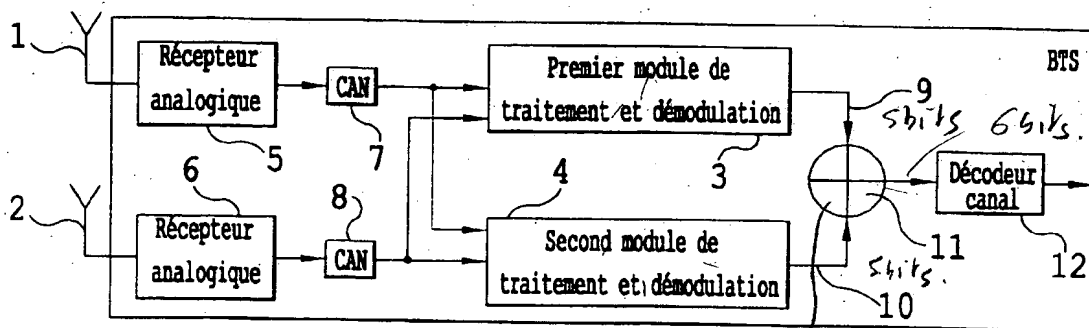 1
Récepteur
analogique
5
CAN
7
Premier module de
traitement et démodulation
3
9
5bits
6bits.
BTS
2
6
Récepteur
analogique
8
CAN
4
Second module de
traitement et démodulation
5bits.
10
11
Décodeur
canal
12